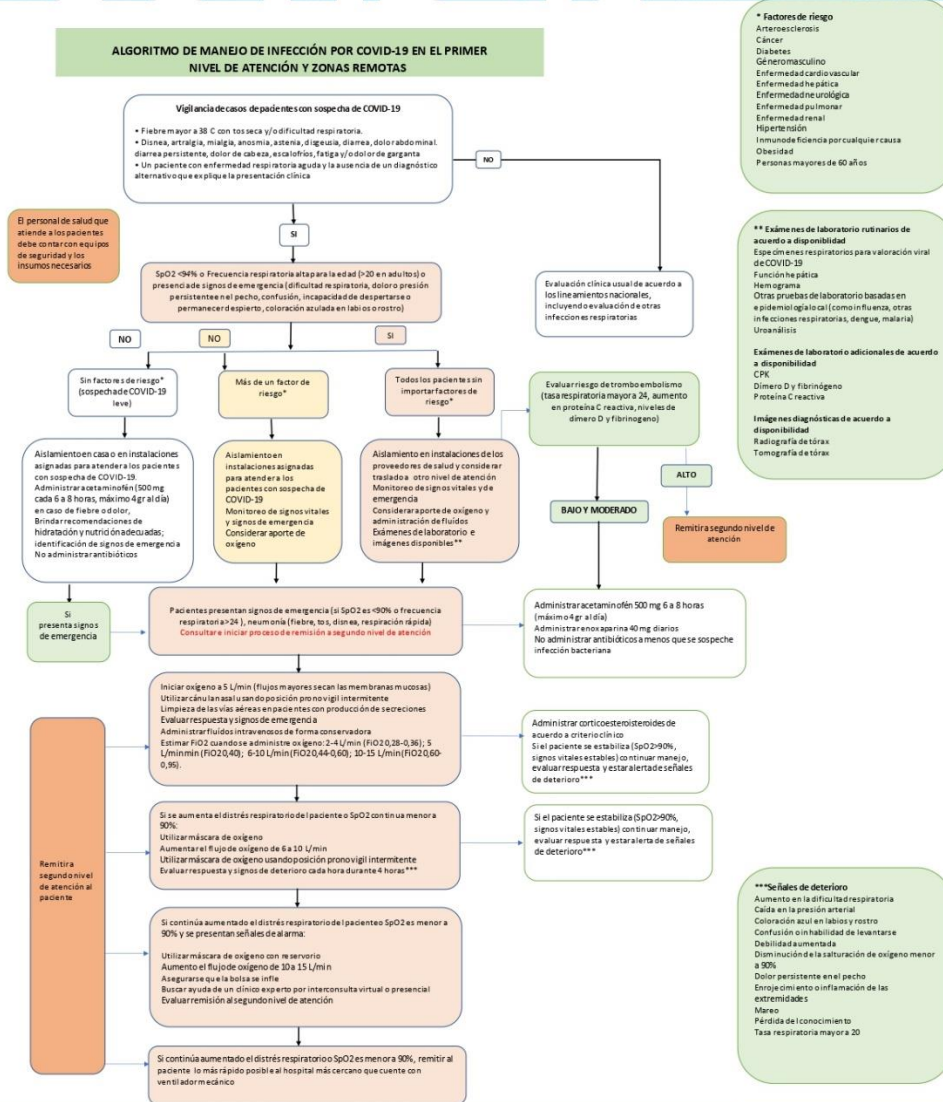 ALGORITMO DE MANEJO DE INFECCIÓN POR COVID-19 EN EL PRIMER
NIVEL DE ATENCIÓN Y ZONAS REMOTAS
* Factores de riesgo
Arteroesclerosis
Cáncer
Diabetes
Géneromasculino
Enfermedad cardiovascular
Enfermedad hepática
Enfermedad neurológica
Enfermedad pulmonar
Enfermedad renal
Hipertensión
Inmunodeficiencia por cualquier causa
Obesidad
Personas mayores de 60 años
Vigilancia de casos de pacientes con sospecha de COVID-19
• Fiebre mayor a 38 C con tos seca y/o dificultad respiratoria.
• Disnea, artralgia, mialgia, anosmia, astenia, disgeusia, diarrea, dolor abdominal.
diarrea persistente, dolor de cabeza, escalofríos, fatiga y/o dolor de garganta
• Un paciente con enfermedad respiratoria aguda y la ausencia de un diagnóstico
alternativo que explique la presentación clínica
NO
SI
El personal de salud que
atiende a los pacientes
debe contar con equipos
de seguridad y los
insumos necesarios
SpO2 <94% o Frecuencia respiratoria alta para la edad (>20 en adultos) o
presencia de signos de emergencia (dificultad respiratoria, dolor o presión
persistente en el pecho, confusión, incapacidad de despertarse o
permanecer despierto, coloración azulada en labios o rostro)
Evaluación clínica usual de acuerdo a
los lineamientos nacionales,
incluyendo evaluación de otras
infecciones respiratorias
** Exámenes de laboratorio rutinarios de
acuerdo a disponiblidad
Especímenes respiratorios para valoración viral
de COVID-19
Función hepática
Hemograma
Otras pruebas de laboratorio basadas en
epidemiología local (como influenza, otras
infecciones respiratorias, dengue, malaria)
Uroanálisis
Exámenes de laboratorio adicionales de acuerdo
a disponibilidad
CPK
Dímero D y fibrinógeno
Proteína C reactiva
Imágenes diagnósticas de acuerdo a
disponibilidad
Radiografía de tórax
Tomografía de tórax
NO
NO
SI
Sin factores de riesgo*
(sospecha de COVID-19
leve)
Más de un factor de
riesgo*
Todos los pacientes sin
importar factores de
riesgo*
Evaluar riesgo de trombo embolismo
(tasa respiratoria mayor a 24, aumento
en proteína C reactiva, niveles de
dímero D y fibrinogeno)
Aislamiento en casa o en instalaciones
asignadas para atender a los pacientes
con sospecha de COVID-19.
Administrar acetaminofén (500 mg
cada 6 a 8 horas, máximo 4 gr al día)
en caso de fiebre o dolor,
Brindar recomendaciones de
hidratación y nutrición adecuadas;
identificación de signos de emergencia
No administrar antibióticos
Aislamiento en
instalaciones asignadas
para atender a los
pacientes con sospecha
de COVID-19
Monitoreo de signos vitales
y signos de emergencia
Considerar aporte de
oxígeno
Aislamiento en instalaciones de los
proveedores de salud y considerar
traslado a otro nivel de atención
Monitoreo de signos vitales y de
emergencia
Considerar aporte de oxígeno y
administración de fluídos
Exámenes de laboratorio e
imágenes disponibles**
ALTO
BAJO Y MODERADO
Remitir a segundo nivel de
atención
Si
presenta signos
de emergencia
Pacientes presentan signos de emergencia (si SpO2 es <90% o frecuencia
respiratoria >24 ), neumonía (fiebre, tos, disnea, respiración rápida)
Consultar e iniciar proceso de remisión a segundo nivel de atención
Administrar acetaminofén 500 mg 6 a 8 horas
(máximo 4 gr al día)
Administrar enoxaparina 40 mg diarios
No administrar antibióticos a menos que se sospeche
infección bacteriana
Iniciar oxígeno a 5 L/min (flujos mayores secan las membranas mucosas)
Utilizar cánula nasal usando posición prono vigil intermitente
Limpieza de las vías aéreas en pacientes con producción de secreciones
Evaluar respuesta y signos de emergencia
Administrar fluídos intravenosos de forma conservadora
Estimar FiO2 cuando se administre oxígeno: 2-4 L/min (FiO2 0,28-0,36); 5
L/minmin (FiO2 0,40); 6-10 L/min (FiO2 0,44-0,60); 10-15 L/min (FiO2 0,60-
0,95).
Administrar corticoesteroisteroides de
acuerdo a criterio clínico
Si el paciente se estabiliza (SpO2>90%,
signos vitales estables) continuar manejo,
evaluar respuesta y estar alerta de señales
de deterioro***
Remitir a
segundo nivel
de atención al
paciente
Si se aumenta el distrés respiratorio del paciente o SpO2 continua menor a
90%:
Utilizar máscara de oxígeno
Aumentar el flujo de oxígeno de 6 a 10 L/min
Utilizar máscara de oxígeno usando posición prono vigil intermitente
Evaluar respuesta y signos de deterioro cada hora durante 4 horas***
Si el paciente se estabiliza (SpO2>90%,
signos vitales estables) continuar manejo,
evaluar respuesta y estar alerta de señales
de deterioro***
Si continúa aumentado el distrés respiratorio del paciente o SpO2 es menor a
90% y se presentan señales de alarma:
Utilizar máscara de oxígeno con reservorio
Aumento el flujo de oxígeno de 10 a 15 L/min
Asegurarse que la bolsa se infle
Buscar ayuda de un clínico experto por interconsulta virtual o presencial
Evaluar remisión al segundo nivel de atención
Si continúa aumentado el distrés respiratorio o SpO2 es menor a 90%, remitir al
paciente lo más rápido posible al hospital más cercano que cuente con
ventilador mecánico
***Señales de deterioro
Aumento en la dificultad respiratoria
Caída en la presión arterial
Coloración azul en labios y rostro
Confusión o inhabilidad de levantarse
Debilidad aumentada
Disminución de la salturación de oxígeno menor
a 90%
Dolor persistente en el pecho
Enrojecimiento o inflamación de las
extremidades
Mareo
Pérdida del conocimiento
Tasa respiratoria mayor a 20